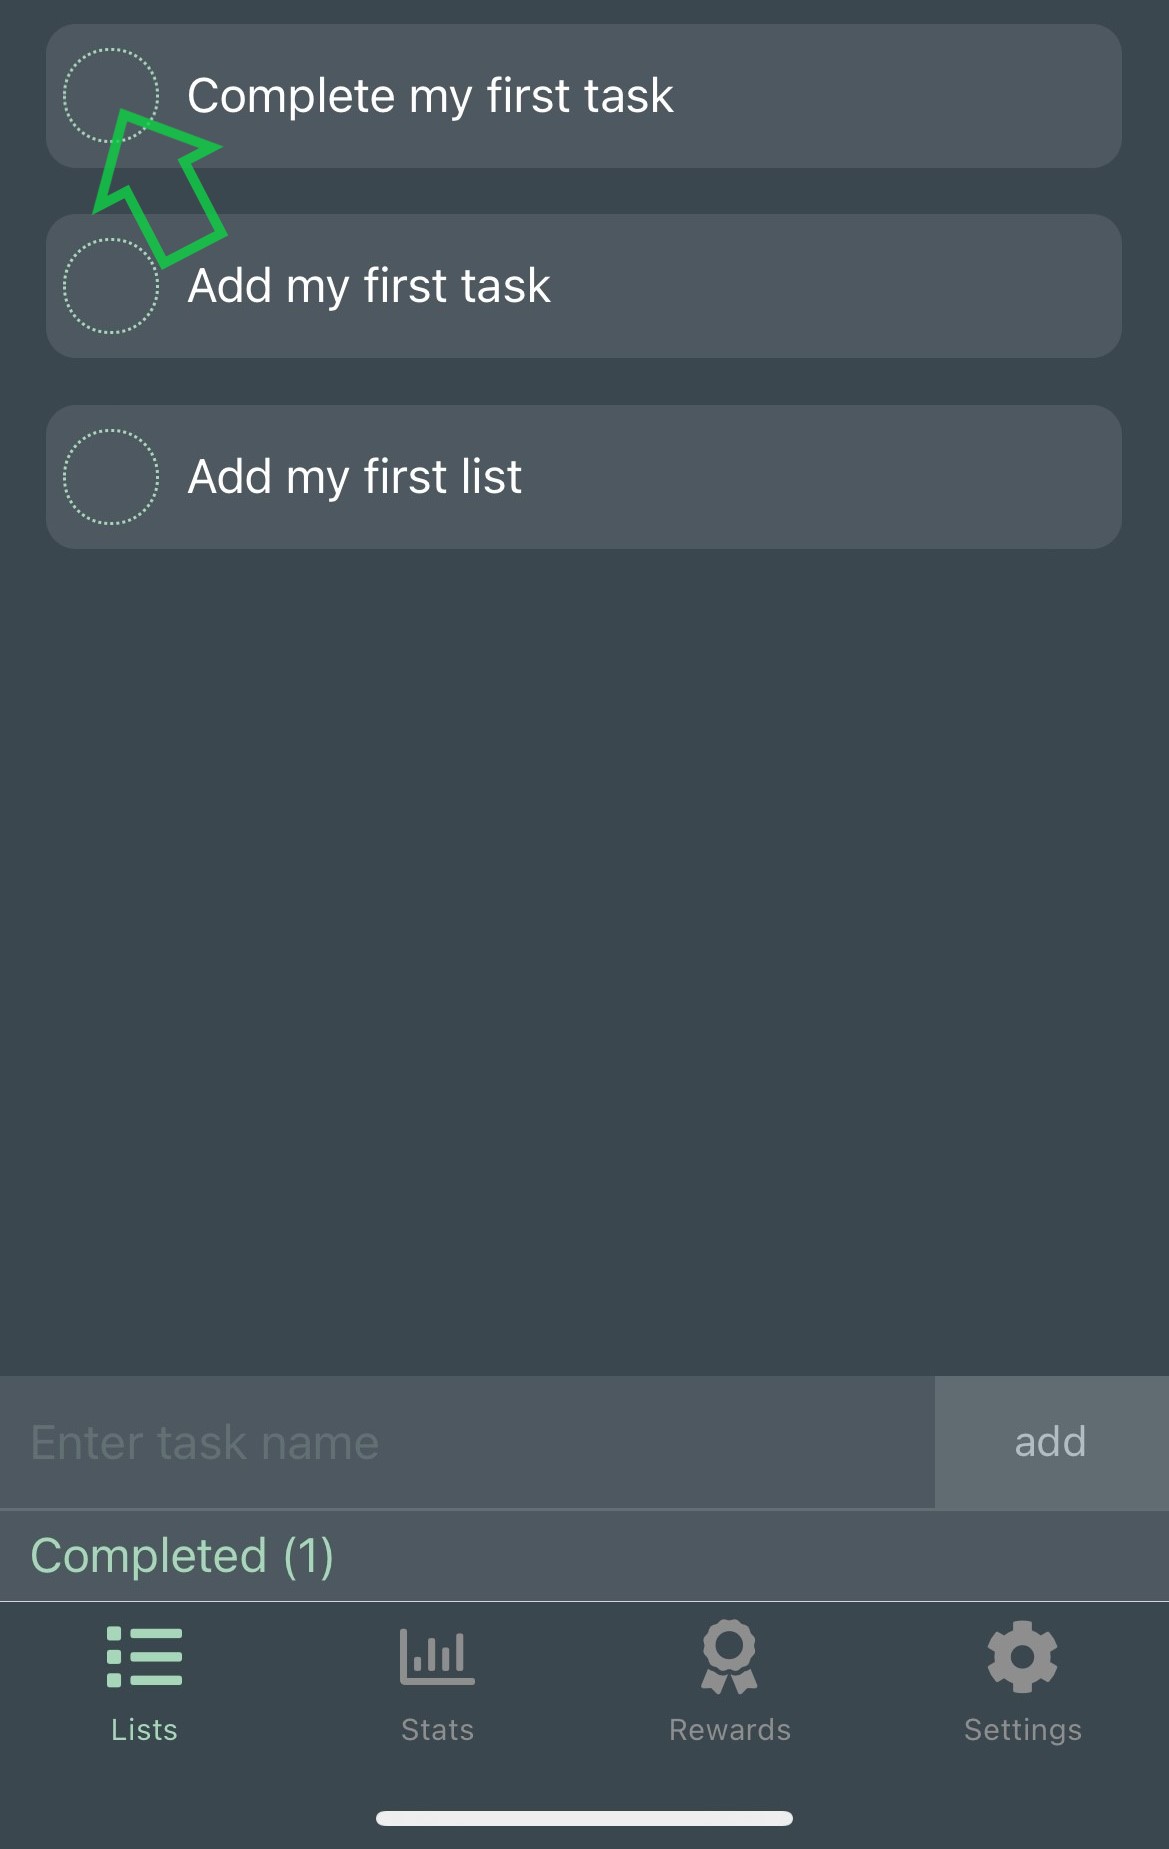 Complete my first task
Add my first task
Add my first list
Enter task name
add
Completed (1)
Lists
Stats
Rewards
Settings